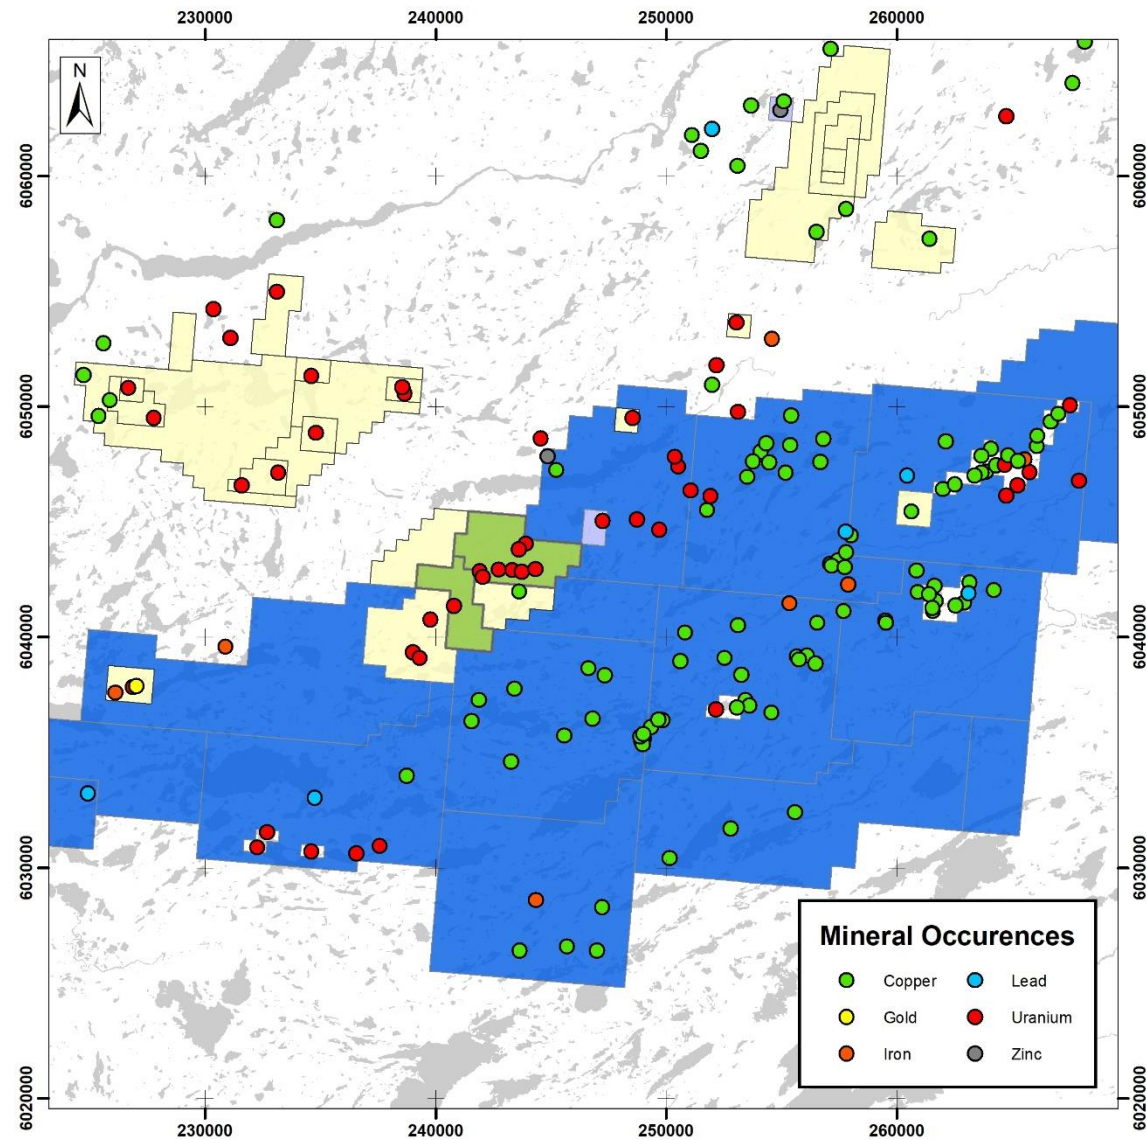 230000 240000 250000 260000
N
6060000 6060000
6050000 6050000
6040000 6040000
6030000 6030000
Mineral Occurences
Copper Lead
Gold Uranium
Iron Zinc
6020000 6020000
230000 240000 250000 260000